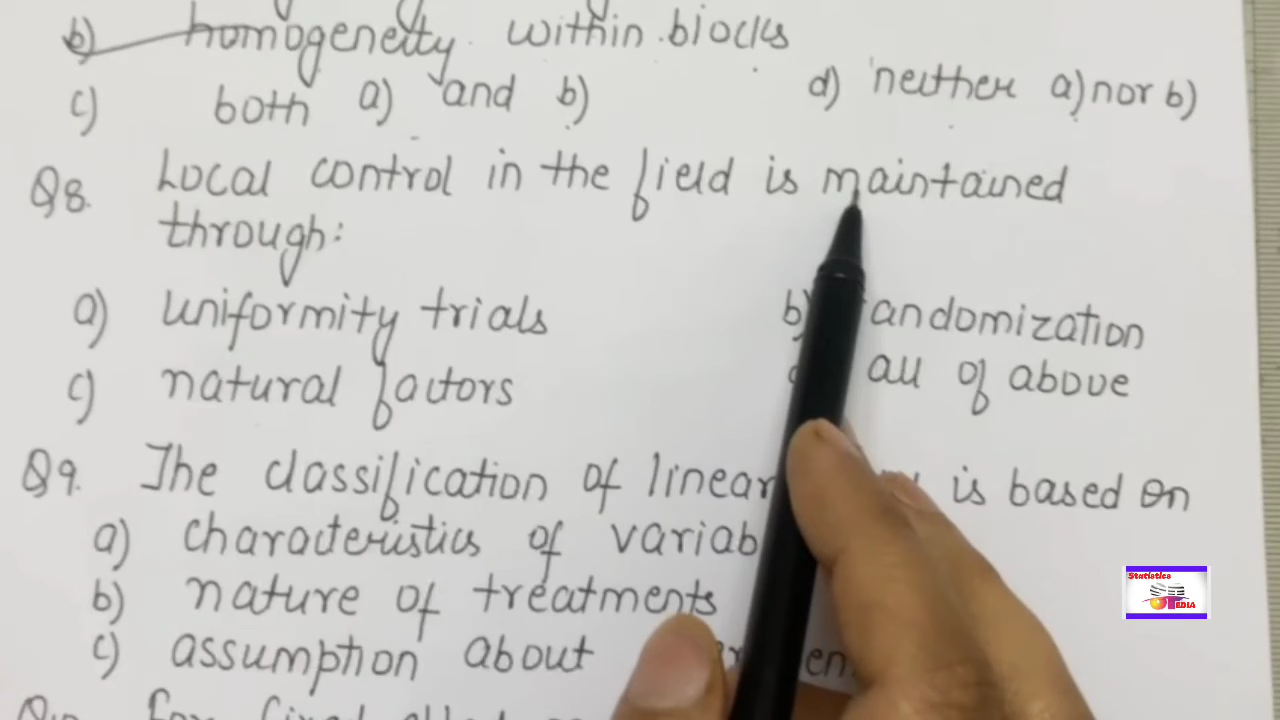 b) homogeneity within blocks
c) both a) and b) d) neither a) nor b)
Q8. Local control in the field is maintained
through:
a) uniformity trials b) randomization
c) natural factors all of above
Q9. The classification of linear is based on
a) characteristics of
b) nature of treatments
c) assumption about
Statistics
PEDIA